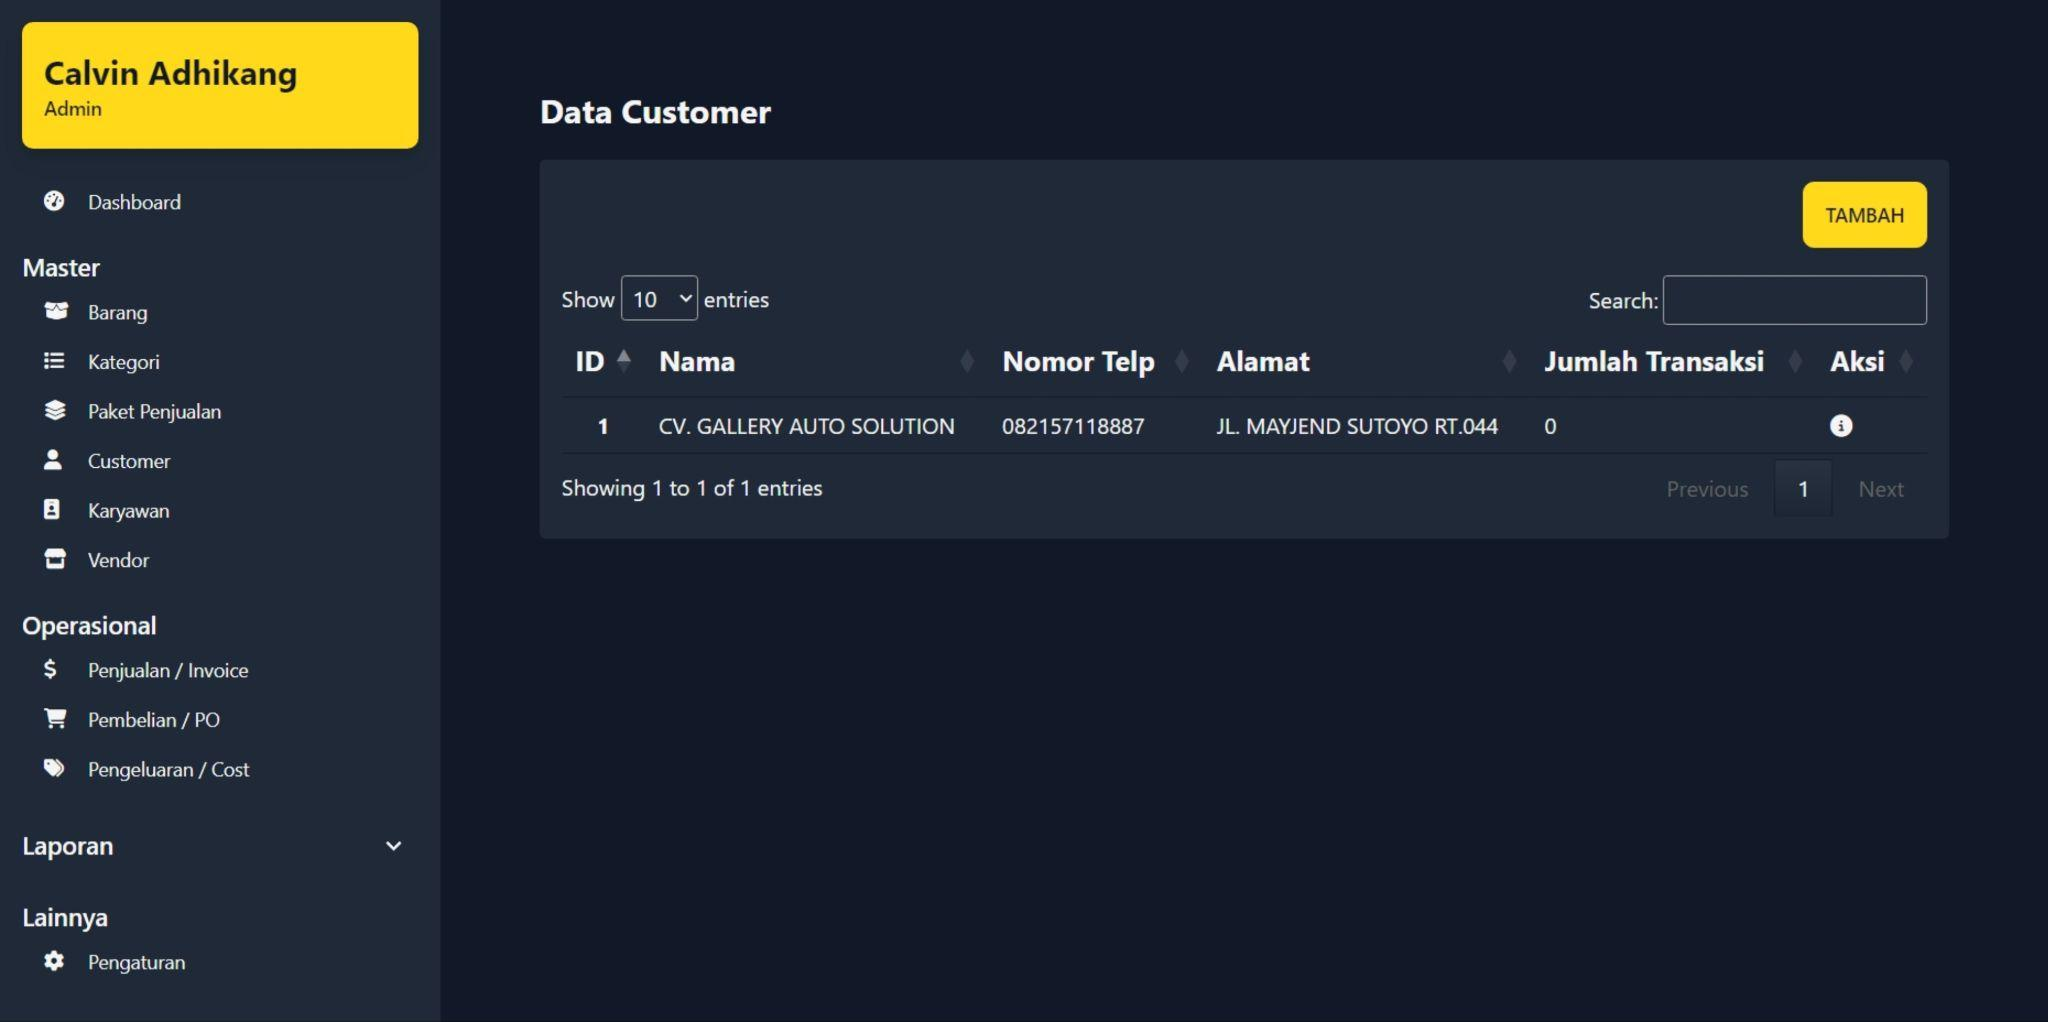 Calvin Adhikang
Admin
Dashboard
Master
Barang
Kategori
Paket Penjualan
Customer
Karyawan
Vendor
Operasional
Penjualan / Invoice
Pembelian / PO
Pengeluaran / Cost
Laporan
Lainnya
Pengaturan
Data Customer
TAMBAH
Show 10 entries
Search:
ID Nama Nomor Telp Alamat Jumlah Transaksi Aksi
1 CV. GALLERY AUTO SOLUTION 082157118887 JL. MAYJEND SUTOYO RT.044 0
Showing 1 to 1 of 1 entries
Previous 1 Next